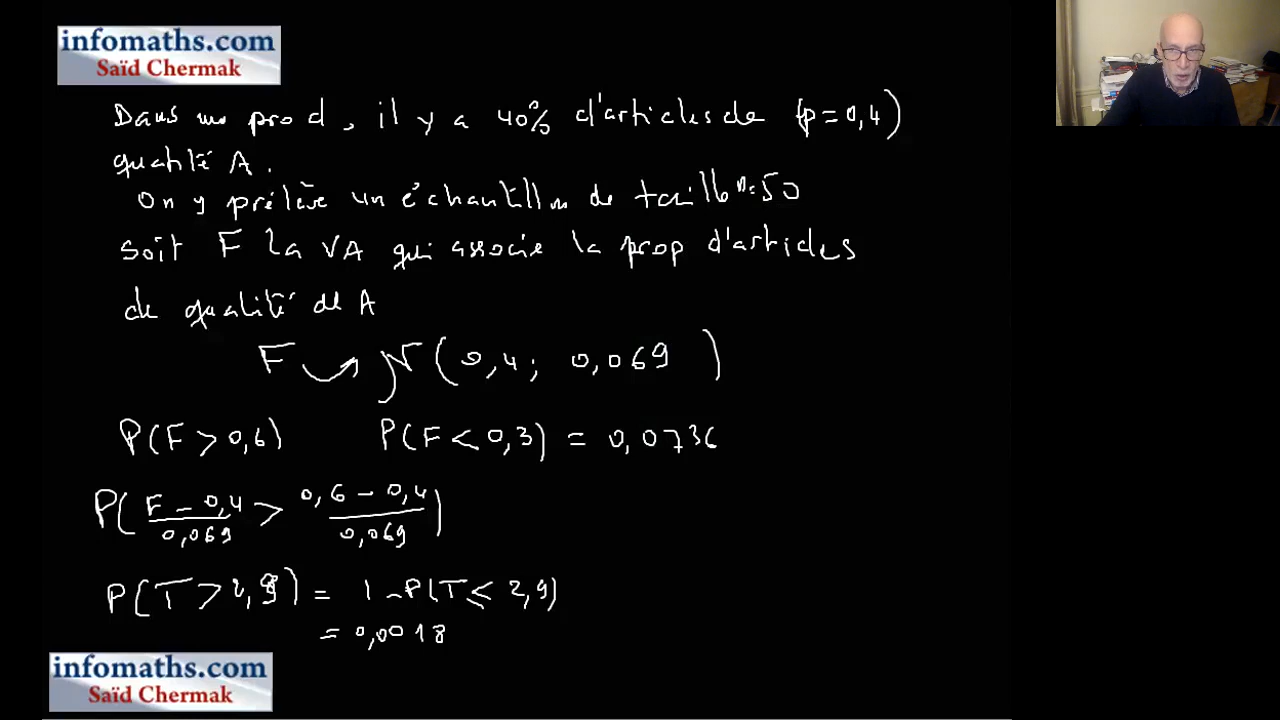 infomaths.com
Saïd Chermak
Dans un prod, il y a 40% d'articles de (p = 0,4)
qualité A.
On y prélève un échantillon de taille n=50
soit F la VA qui associe la prop d'articles
de qualité de A
F ⤳ N(0,4; 0,069)
P(F > 0,6) P(F < 0,3) = 0,0736
P((F - 0,4)/0,069 > (0,6 - 0,4)/0,069)
P(T > 2,9) = 1 - P(T ≤ 2,9)
= 0,0018
infomaths.com
Saïd Chermak